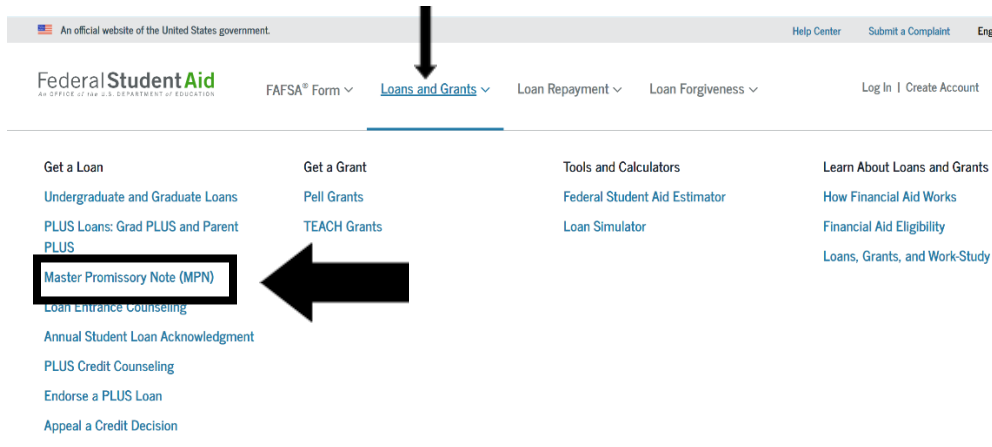 An official website of the United States government.
Help Center Submit a Complaint Eng
Federal Student Aid
An OFFICE of the U.S. DEPARTMENT of EDUCATION
FAFSA® Form Loans and Grants Loan Repayment Loan Forgiveness Log In | Create Account
Get a Loan
Undergraduate and Graduate Loans
PLUS Loans: Grad PLUS and Parent
PLUS
Master Promissory Note (MPN)
Loan Entrance Counseling
Annual Student Loan Acknowledgment
PLUS Credit Counseling
Endorse a PLUS Loan
Appeal a Credit Decision
Get a Grant
Pell Grants
TEACH Grants
Tools and Calculators
Federal Student Aid Estimator
Loan Simulator
Learn About Loans and Grants
How Financial Aid Works
Financial Aid Eligibility
Loans, Grants, and Work-Study